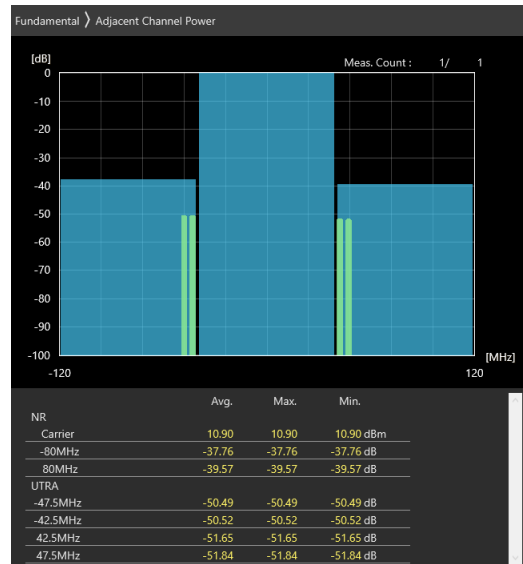 Fundamental 〉 Adjacent Channel Power
[dB]
Meas. Count : 1/ 1
0
-10
-20
-30
-40
-50
-60
-70
-80
-90
-100
[MHz]
-120 120
Avg. Max. Min.
NR
Carrier 10.90 10.90 10.90 dBm
-80MHz -37.76 -37.76 -37.76 dB
80MHz -39.57 -39.57 -39.57 dB
UTRA
-47.5MHz -50.49 -50.49 -50.49 dB
-42.5MHz -50.52 -50.52 -50.52 dB
42.5MHz -51.65 -51.65 -51.65 dB
47.5MHz -51.84 -51.84 -51.84 dB